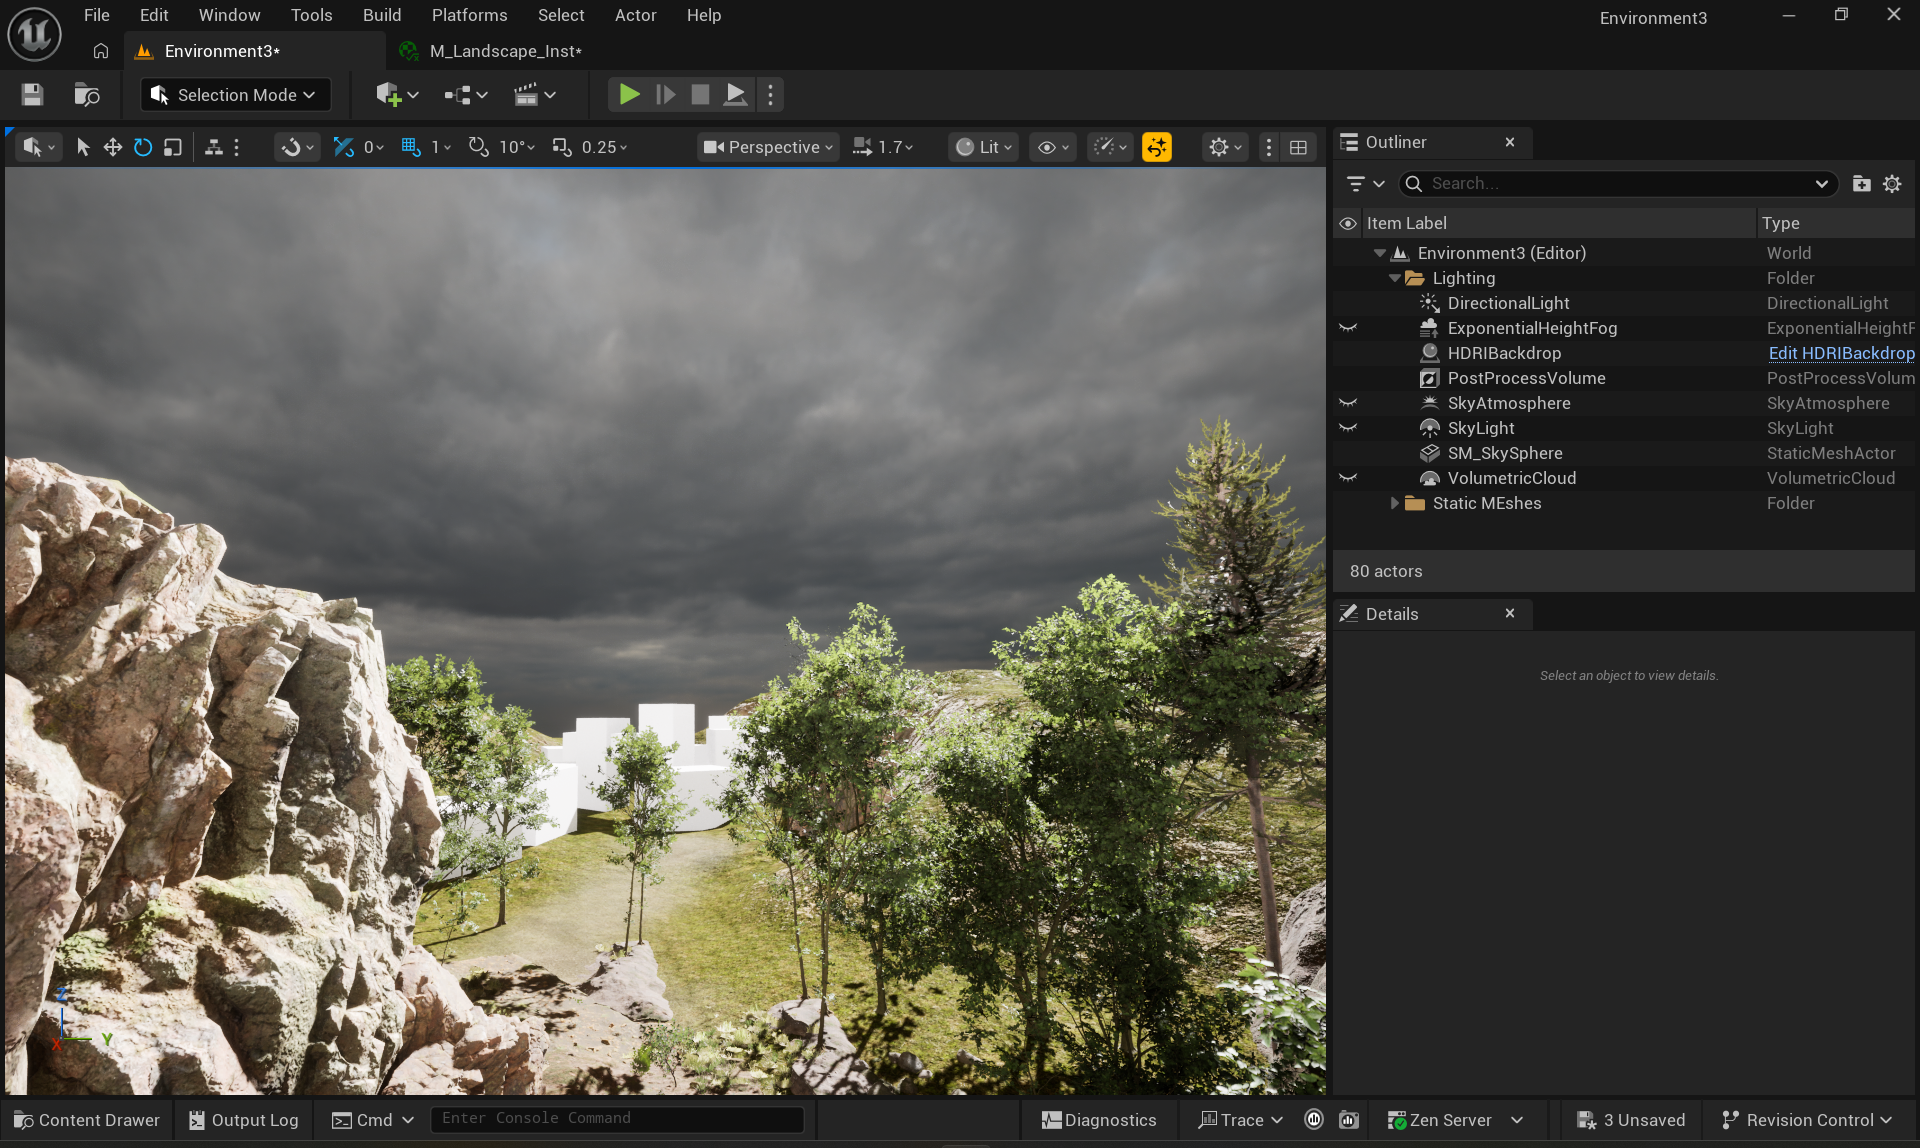 File Edit Window Tools Build Platforms Select Actor Help
Environment3
Environment3*
M_Landscape_Inst*
Selection Mode
0 1 10° 0.25
Perspective
1.7
Lit
Outliner
Search...
Item Label Type
Environment3 (Editor) World
Lighting Folder
DirectionalLight DirectionalLight
ExponentialHeightFog ExponentialHeightF
HDRIBackdrop Edit HDRIBackdrop
PostProcessVolume PostProcessVolum
SkyAtmosphere SkyAtmosphere
SkyLight SkyLight
SM_SkySphere StaticMeshActor
VolumetricCloud VolumetricCloud
Static MEshes Folder
80 actors
Details
Select an object to view details.
Z
X
Y
Content Drawer Output Log Cmd Enter Console Command Diagnostics Trace Zen Server 3 Unsaved Revision Control